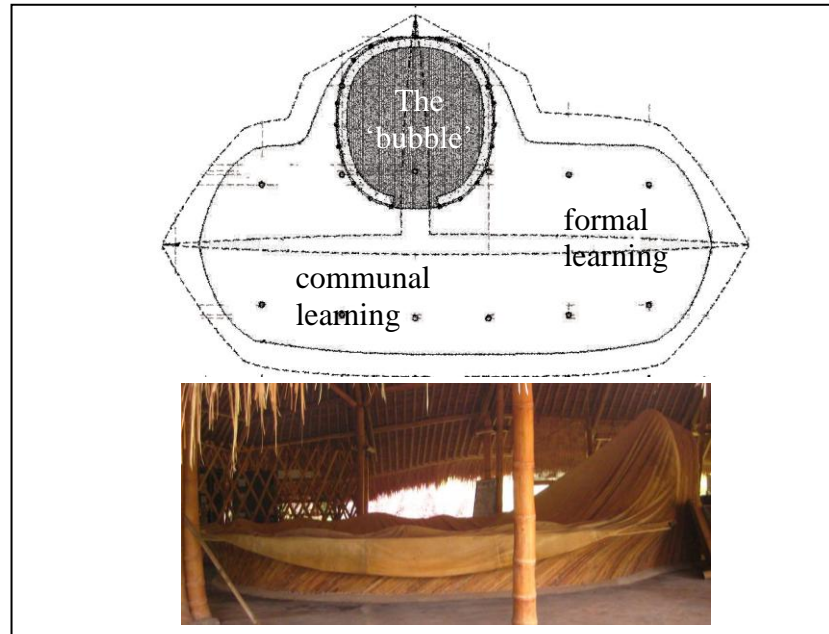 The
'bubble'
formal
learning
communal
learning